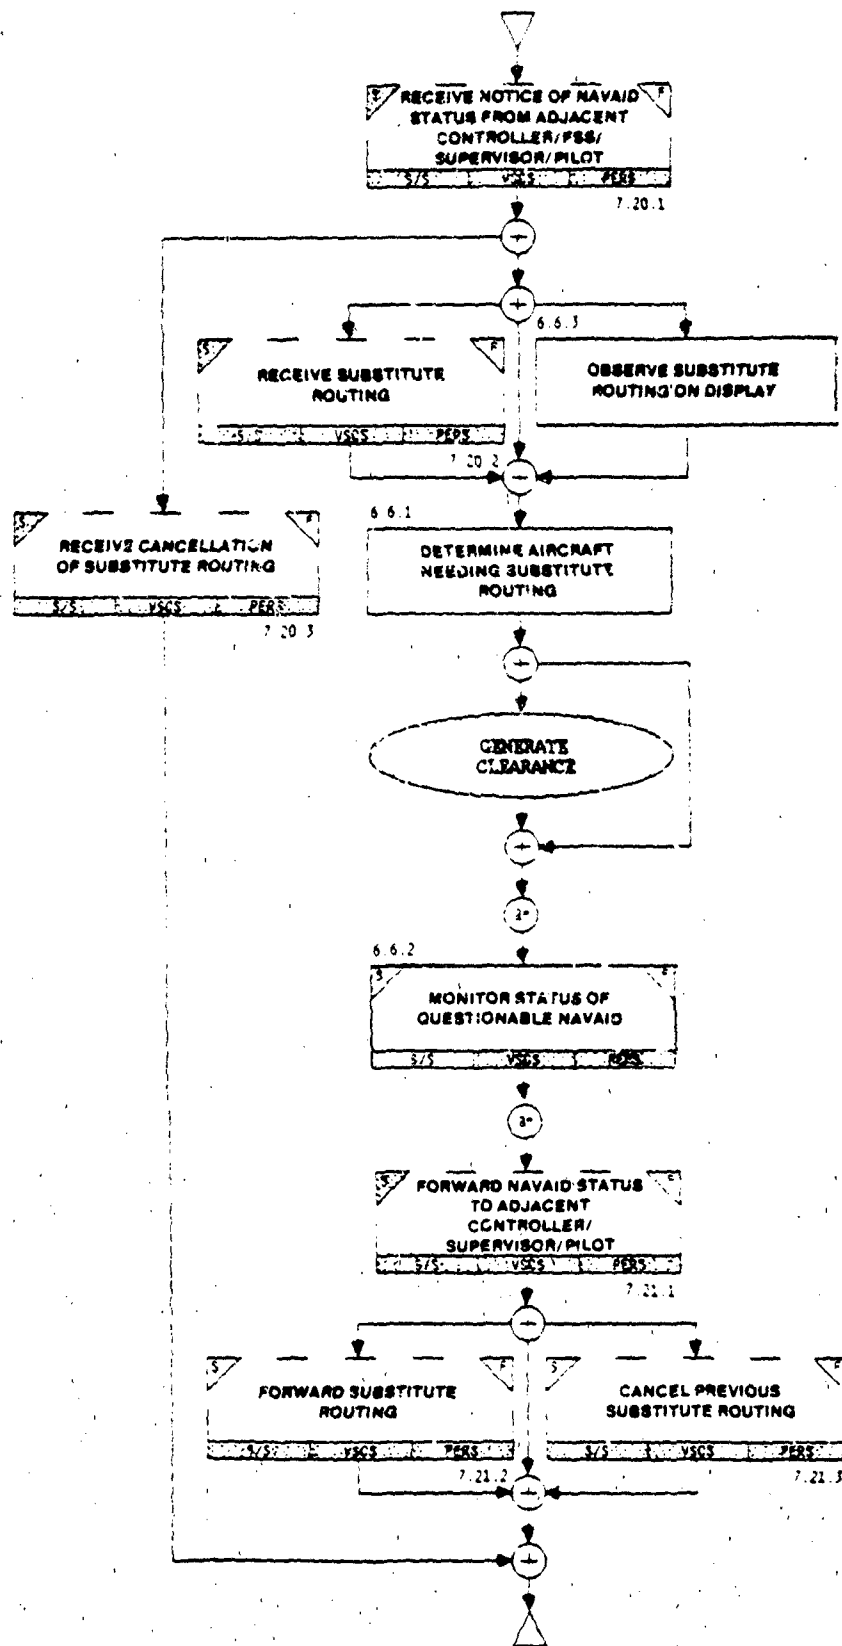 S
F
RECEIVE NOTICE OF NAVAID
STATUS FROM ADJACENT
CONTROLLER/FSS/
SUPERVISOR/PILOT
S/S VSCS PERS
7.20.1
+
+
6.6.3
S
F
RECEIVE SUBSTITUTE
ROUTING
S/S VSCS PERS
7.20.2
OBSERVE SUBSTITUTE
ROUTING ON DISPLAY
+
S
F
RECEIVE CANCELLATION
OF SUBSTITUTE ROUTING
S/S VSCS PERS
7.20.3
6.6.1
DETERMINE AIRCRAFT
NEEDING SUBSTITUTE
ROUTING
+
GENERATE
CLEARANCE
+
6.6.2
S
F
MONITOR STATUS OF
QUESTIONABLE NAVAID
S/S VSCS PERS
S
F
FORWARD NAVAID STATUS
TO ADJACENT
CONTROLLER/
SUPERVISOR/PILOT
S/S VSCS PERS
7.21.1
+
S
F
FORWARD SUBSTITUTE
ROUTING
S/S VSCS PERS
7.21.2
S
F
CANCEL PREVIOUS
SUBSTITUTE ROUTING
S/S VSCS PERS
7.21.3
+
+